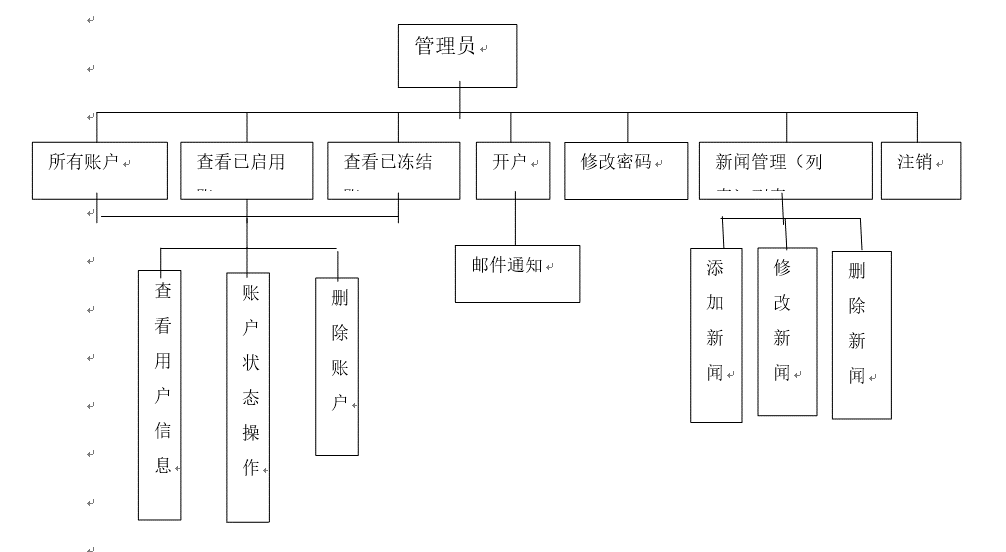 管理员
所有账户
查看已启用
查看已冻结
开户
修改密码
新闻管理（列
注销
邮件通知
查看用户信息
账户状态操作
删除账户
添加新闻
修改新闻
删除新闻